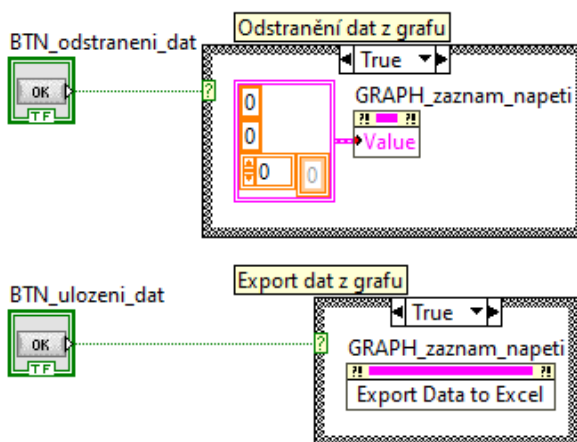 Odstranění dat z grafu
BTN_odstraneni_dat
True
OK
TF
?
0
0
0
0
GRAPH_zaznam_napeti
?! ?!
Value
Export dat z grafu
BTN_ulozeni_dat
True
OK
TF
?
GRAPH_zaznam_napeti
?! ?!
Export Data to Excel